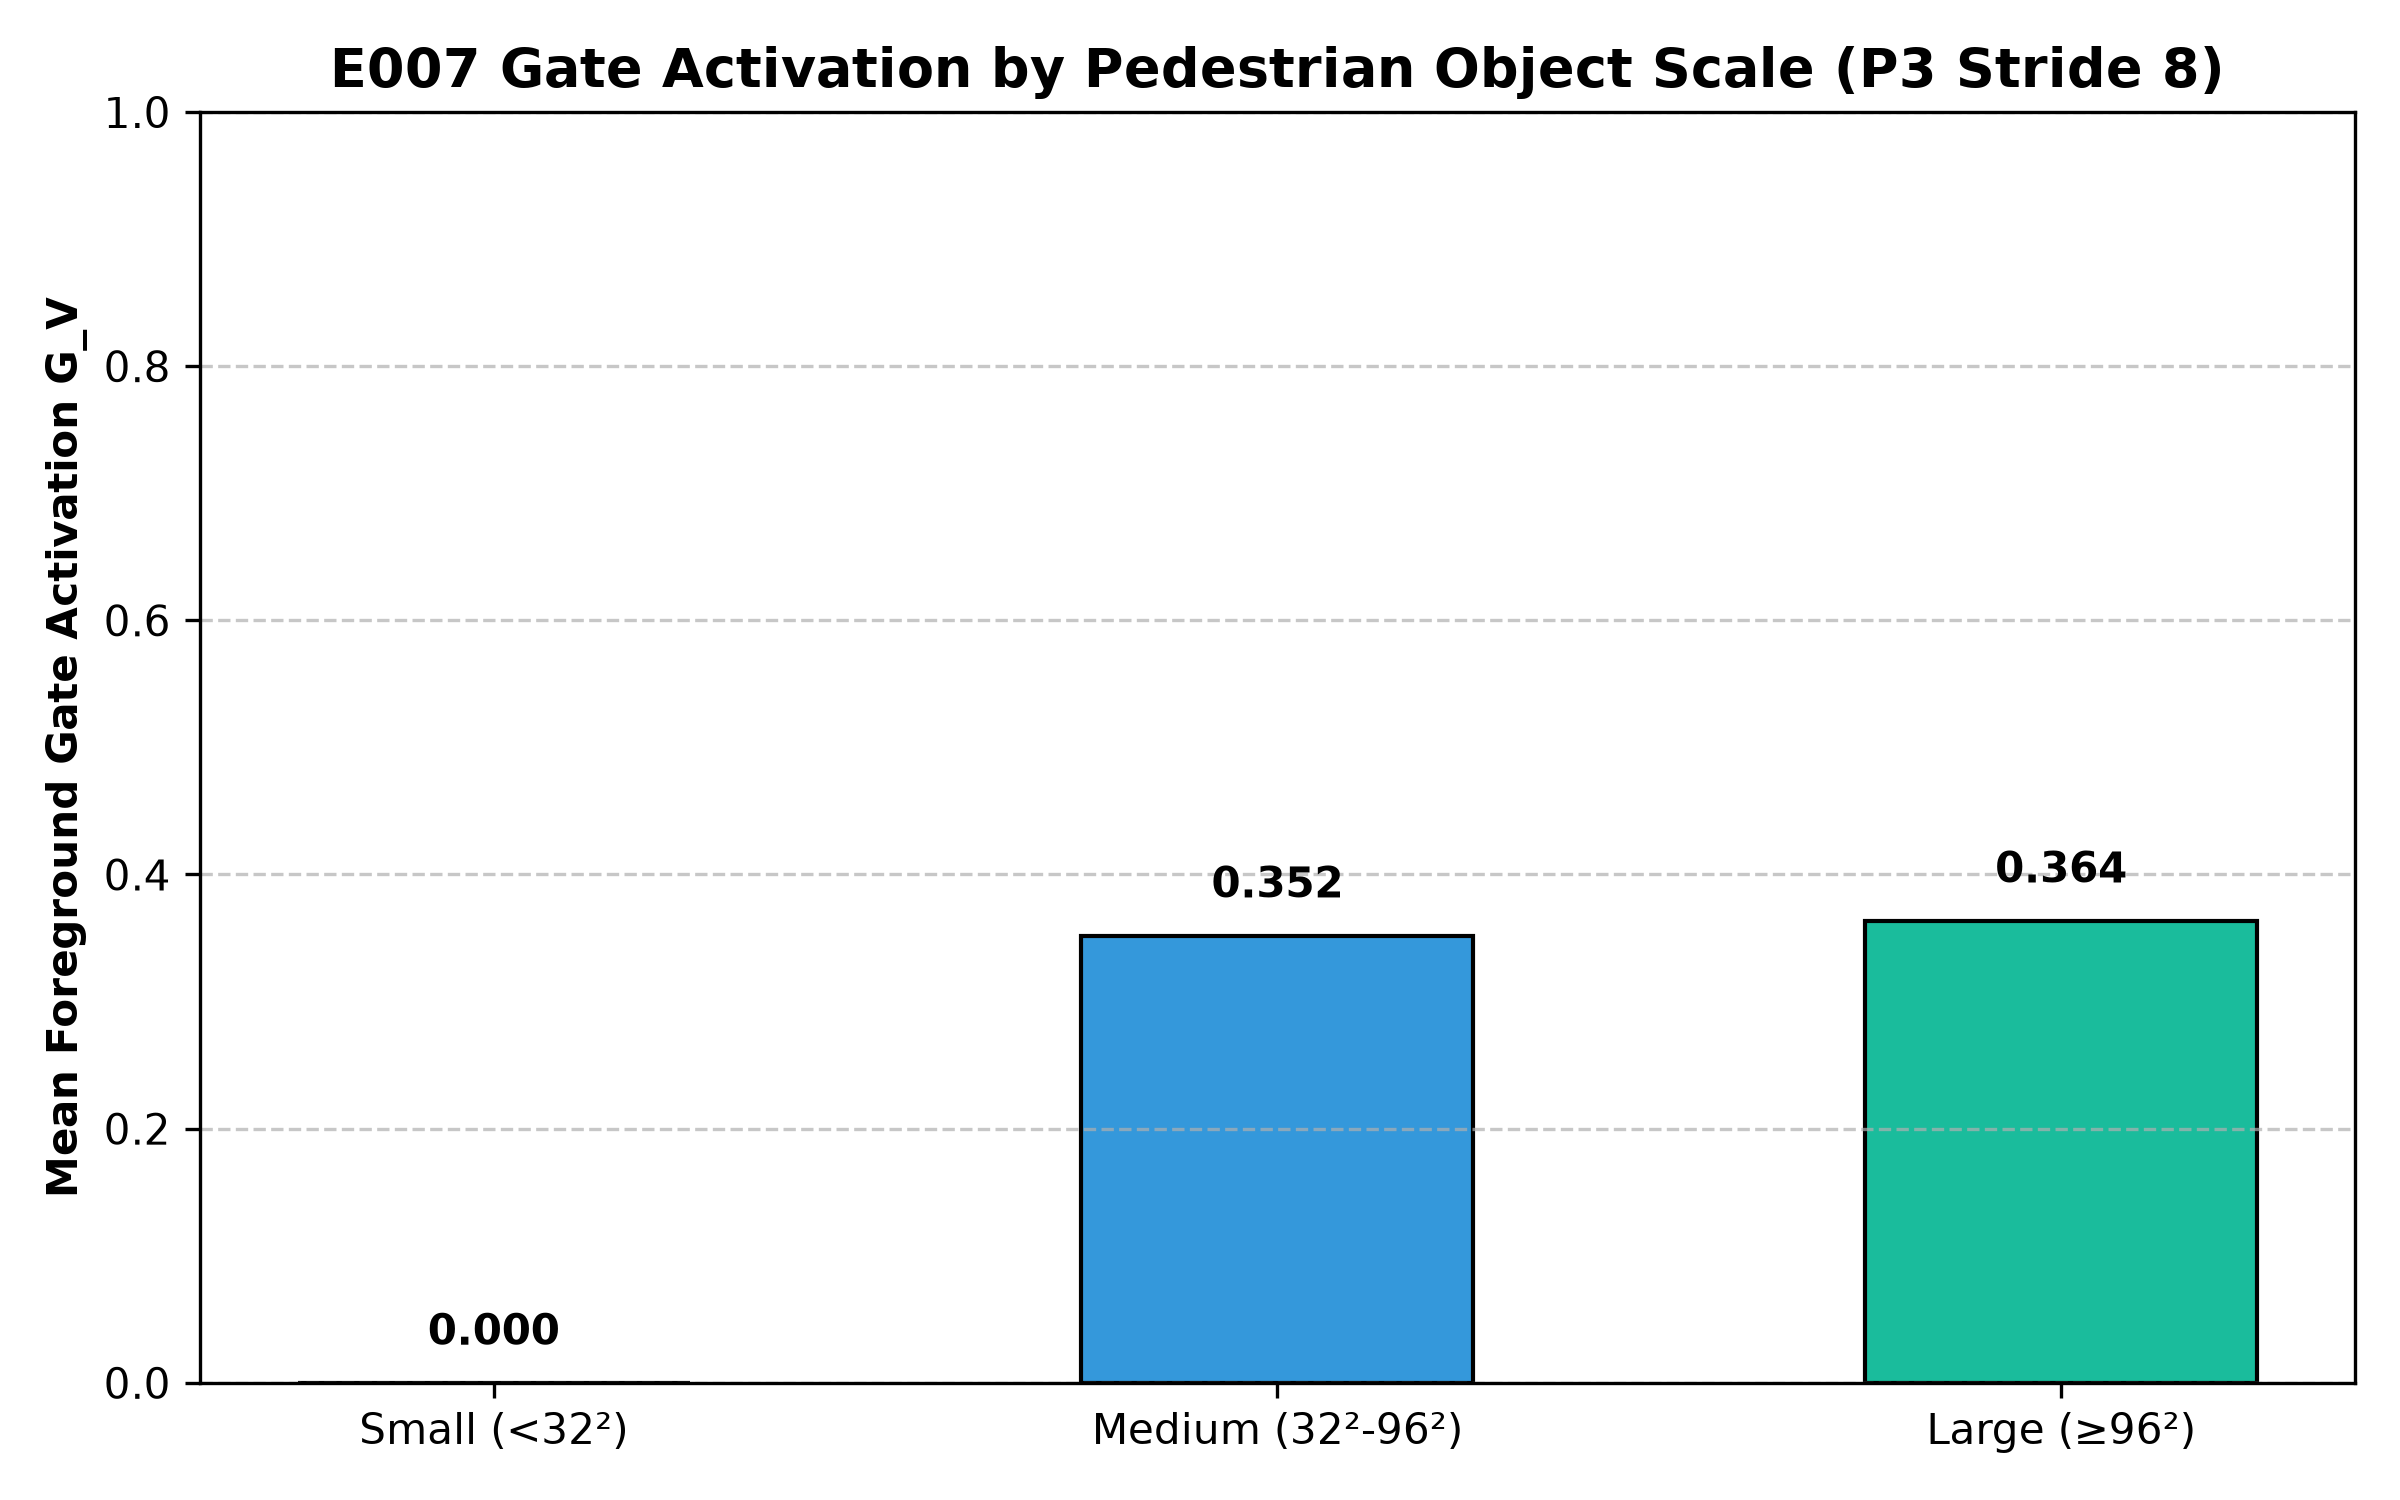 E007 Gate Activation by Pedestrian Object Scale (P3 Stride 8)
Mean Foreground Gate Activation G_V
1.0
0.8
0.6
0.4
0.2
0.0
0.000
0.352
0.364
Small (<32²)
Medium (32²-96²)
Large (≥96²)